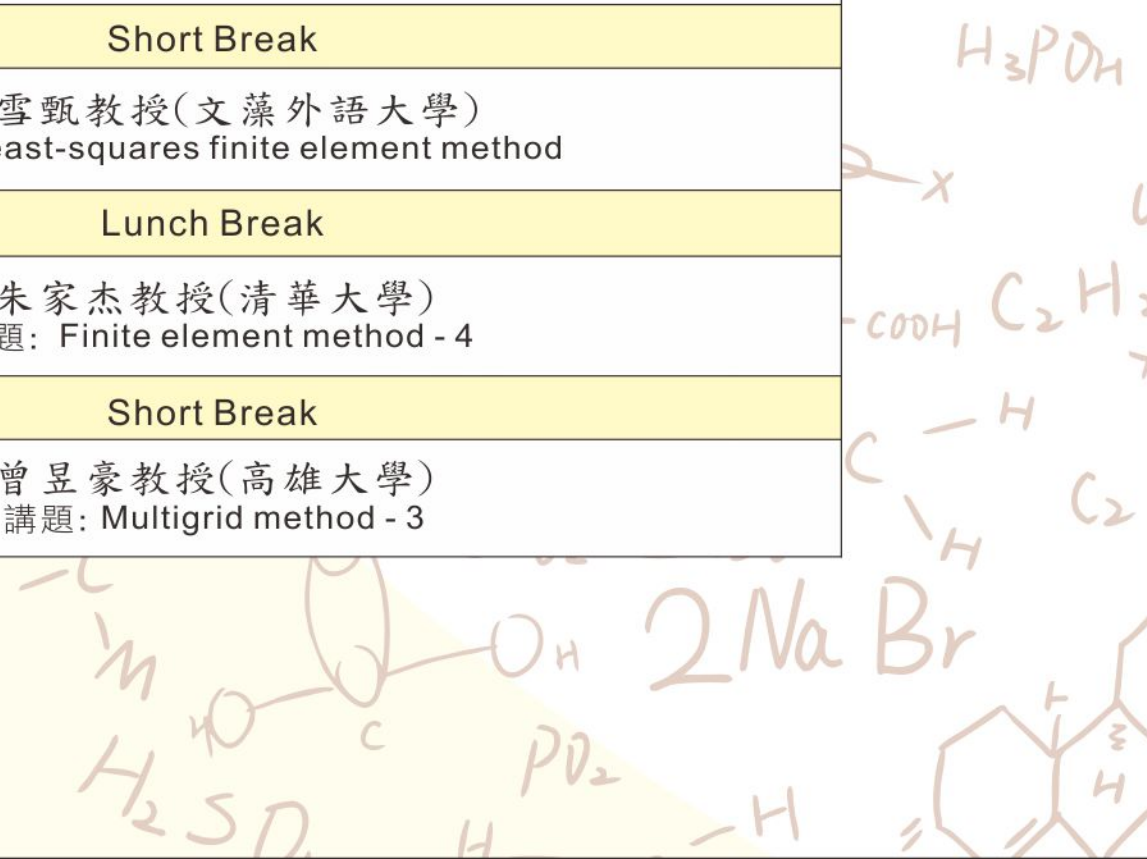 Short Break
雪甄教授(文藻外語大學)
east-squares finite element method
Lunch Break
朱家杰教授(清華大學)
題: Finite element method - 4
Short Break
曾昱豪教授(高雄大學)
講題: Multigrid method - 3
H3PO4
x
-COOH
C2H
C-H
H
C2
-C
OH
2NaBr
HO
C
PO2
H2SO
H
-H
H